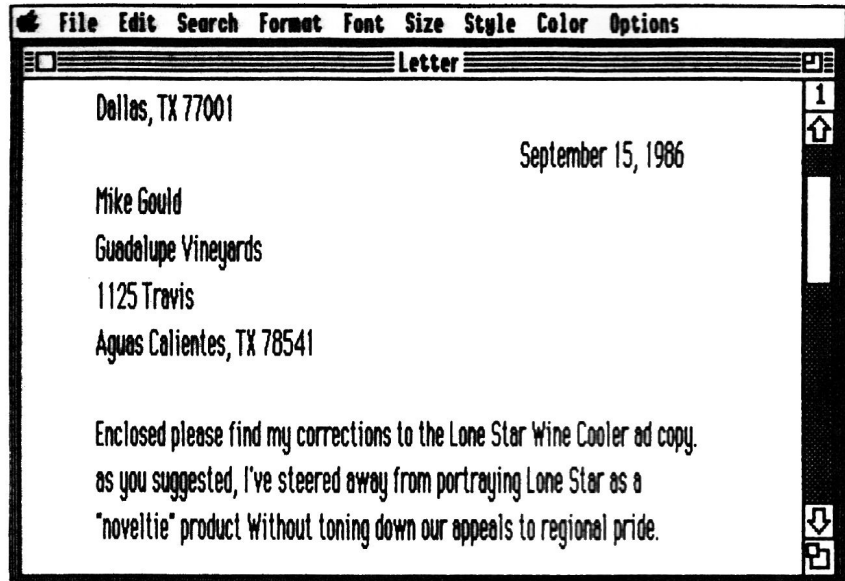 File Edit Search Format Font Size Style Color Options
Letter
1
Dallas, TX 77001
September 15, 1986
Mike Gould
Guadalupe Vineyards
1125 Travis
Aguas Calientes, TX 78541
Enclosed please find my corrections to the Lone Star Wine Cooler ad copy.
as you suggested, I've steered away from portraying Lone Star as a
"noveltie" product Without toning down our appeals to regional pride.